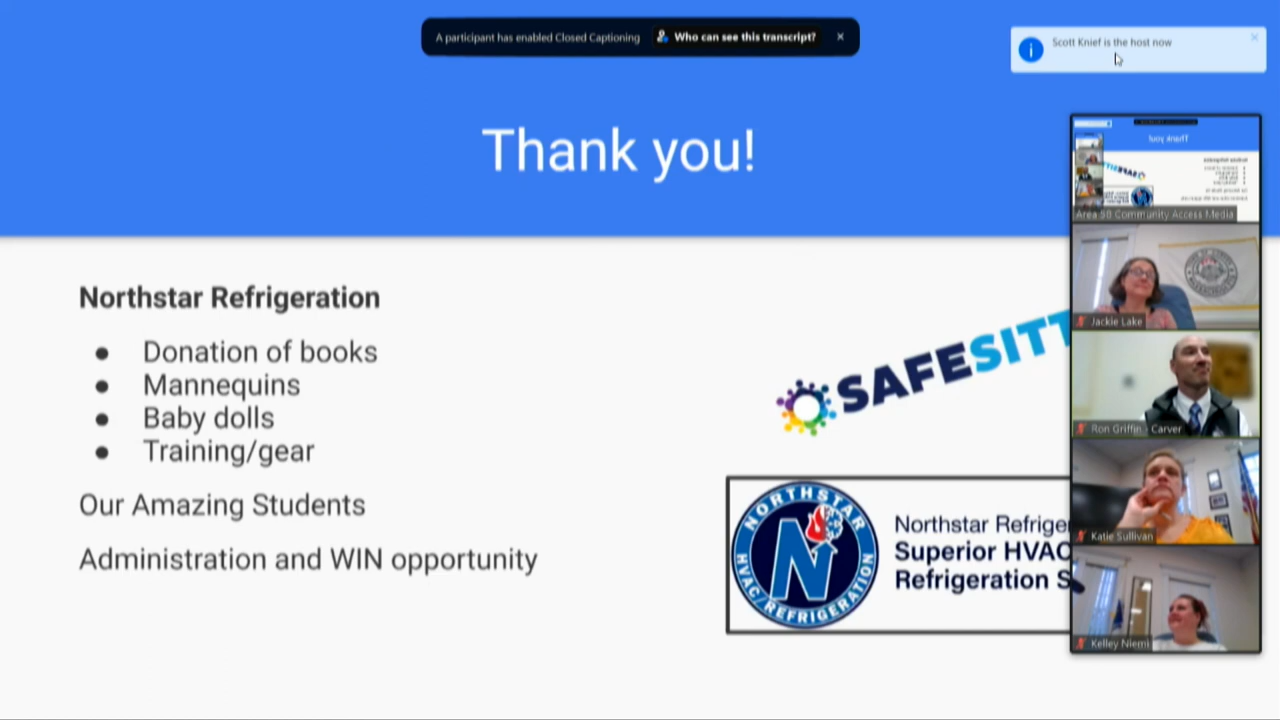 A participant has enabled Closed Captioning Who can see this transcript?
Scott Knief is the host now
Thank you!
Northstar Refrigeration
● Donation of books
● Mannequins
● Baby dolls
● Training/gear
Our Amazing Students
Administration and WIN opportunity
SAFESITT
NORTHSTAR
N
HVAC/REFRIGERATION
Northstar Refrige
Superior HVAC
Refrigeration S
Area 58 Community Access Media
Jackie Lake
Ron Griffin - Carver
Katie Sullivan
Kelley Niemi